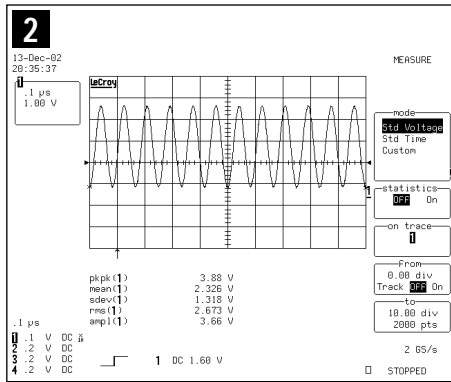 2
13-Dec-02
20:35:37
1
.1 µs
1.00 V
LeCroy
1
MEASURE
mode
Std Voltage
Std Time
Custom
statistics
OFF On
on trace
1
from
0.00 div
Track OFF On
to
10.00 div
2000 pts
pkpk(1) 3.88 V
mean(1) 2.326 V
sdev(1) 1.318 V
rms(1) 2.673 V
ampl(1) 3.66 V
.1 µs
1 .1 V DC
2 .2 V DC
3 .2 V DC
4 .2 V DC
1 DC 1.60 V
2 GS/s
STOPPED